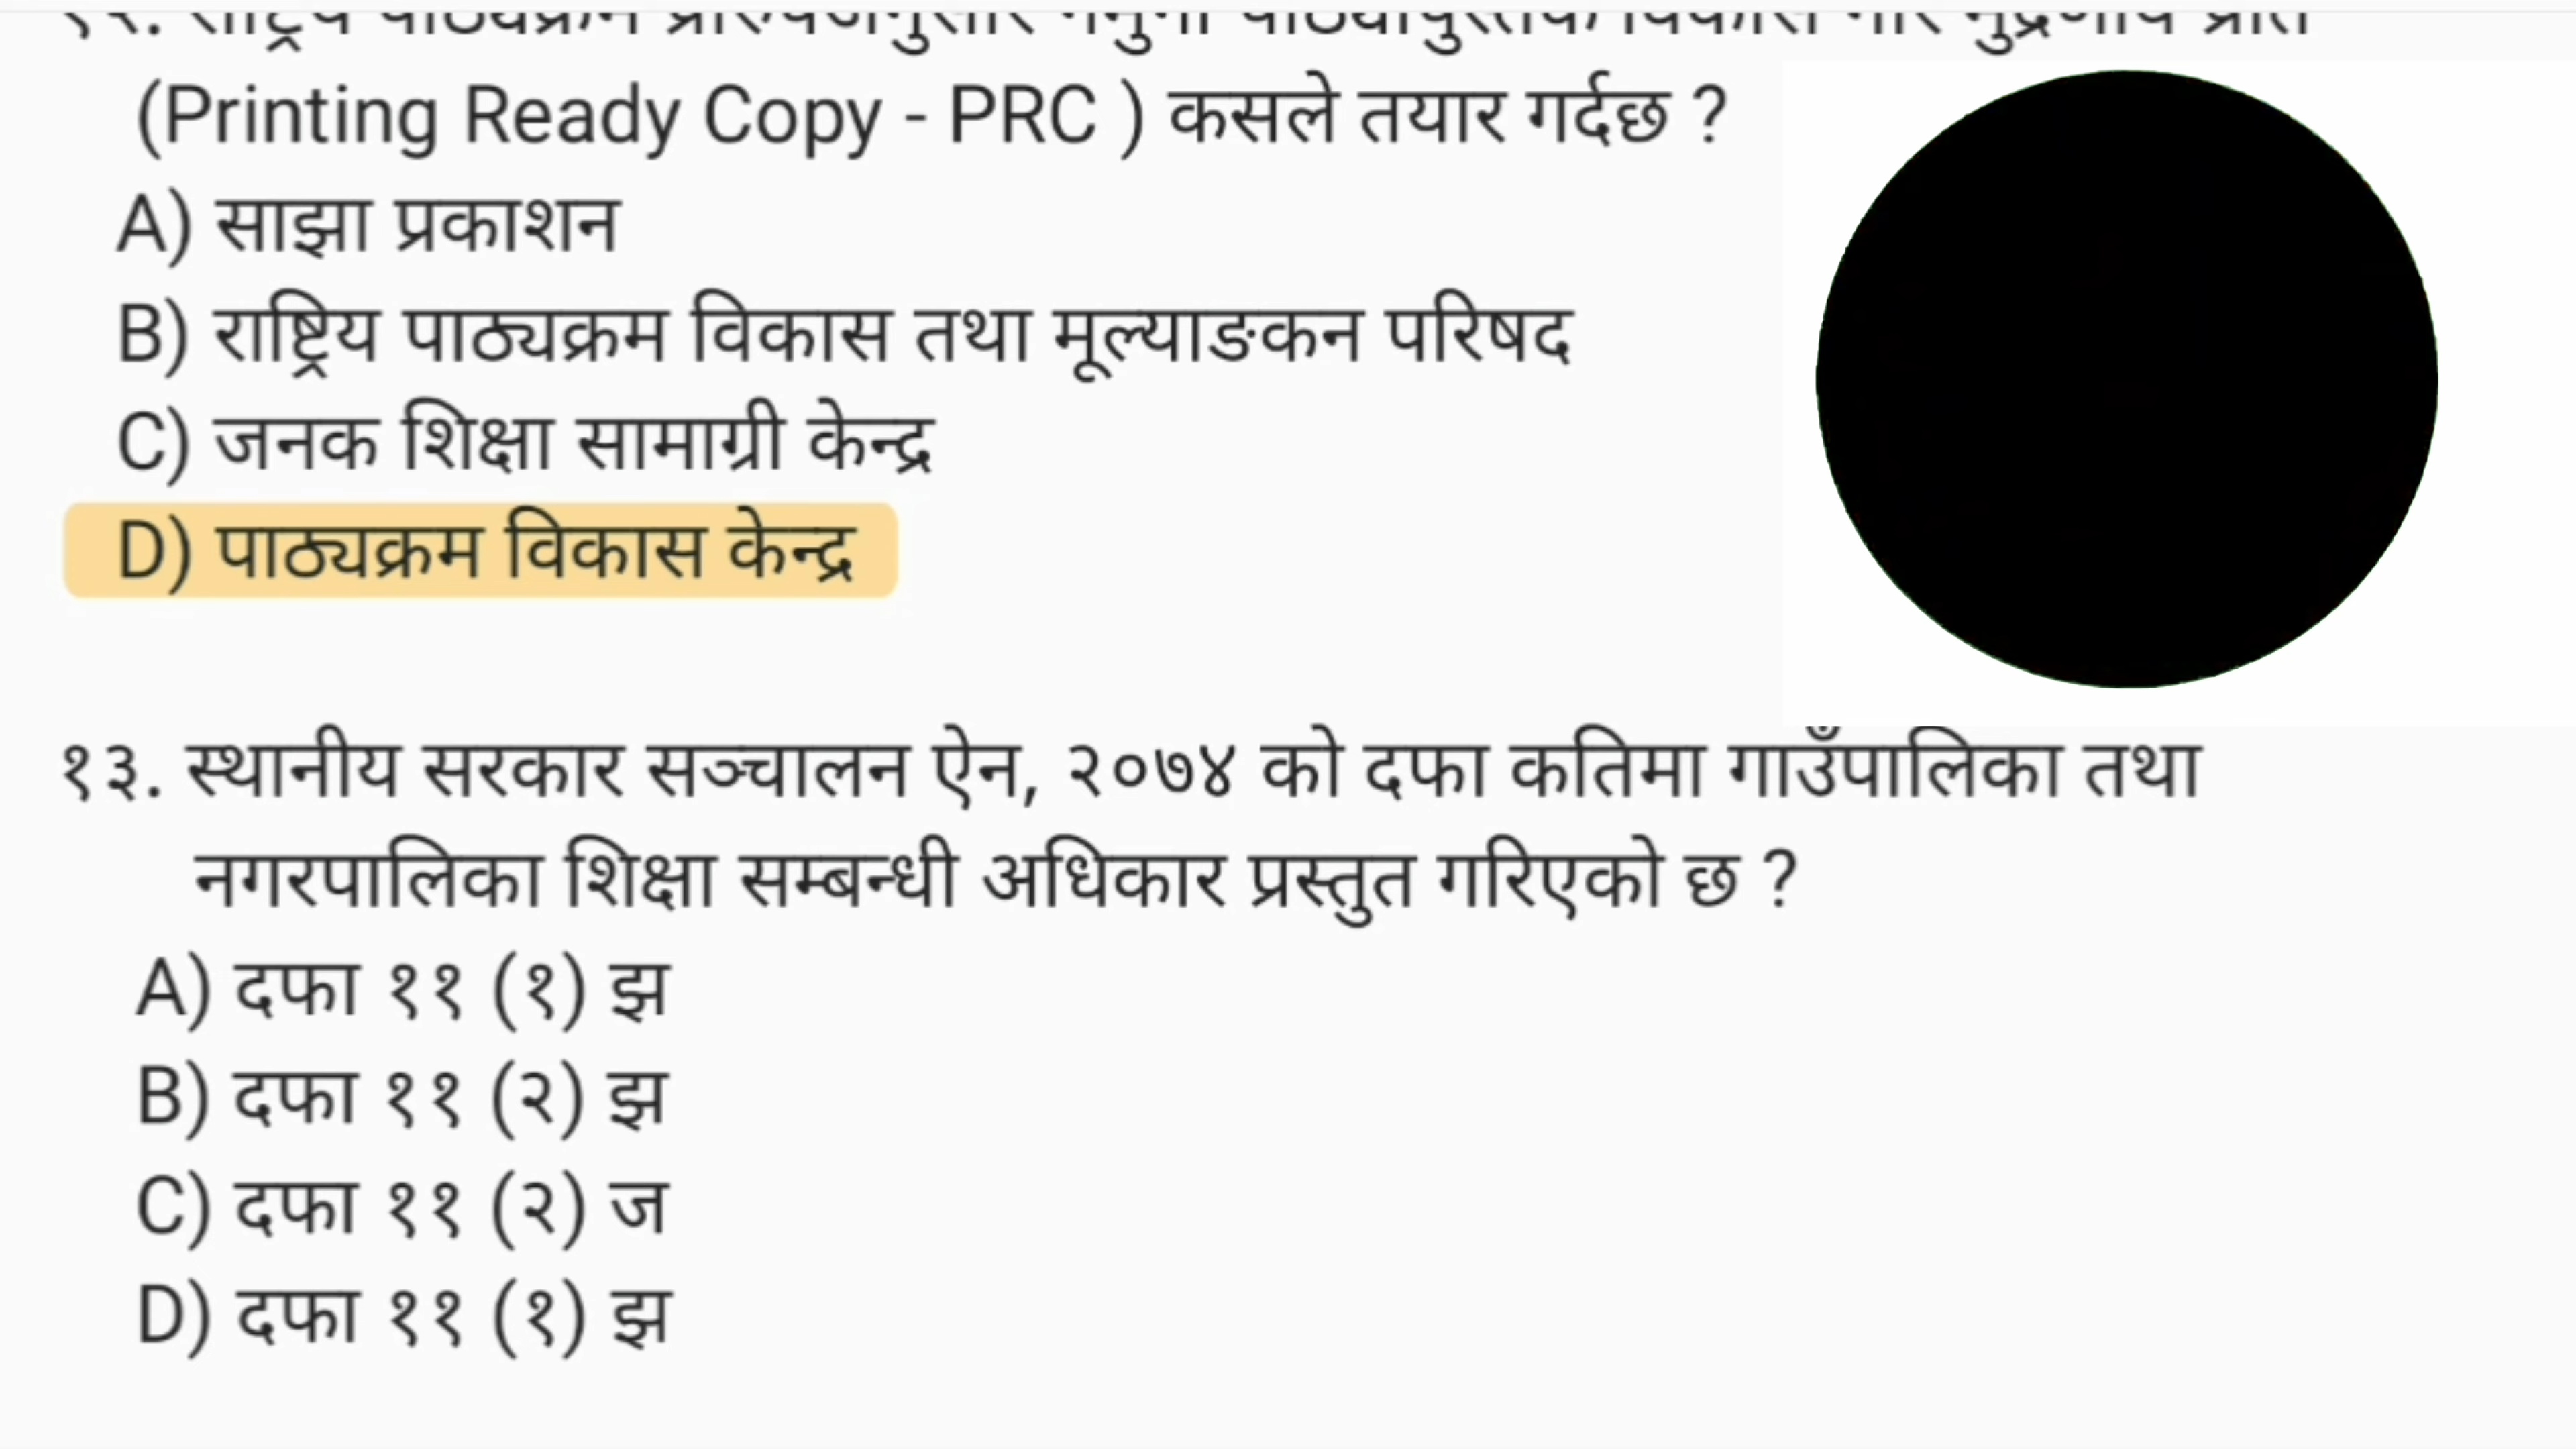 (Printing Ready Copy - PRC ) कसले तयार गर्दछ ?
A) साझा प्रकाशन
B) राष्ट्रिय पाठ्यक्रम विकास तथा मूल्याङकन परिषद
C) जनक शिक्षा सामाग्री केन्द्र
D) पाठ्यक्रम विकास केन्द्र
१३. स्थानीय सरकार सञ्चालन ऐन, २०७४ को दफा कतिमा गाउँपालिका तथा
नगरपालिका शिक्षा सम्बन्धी अधिकार प्रस्तुत गरिएको छ ?
A) दफा ११ (१) झ
B) दफा ११ (२) झ
C) दफा ११ (२) ज
D) दफा ११ (१) झ